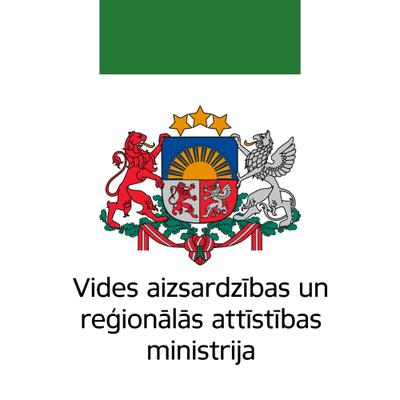 Vides aizsardzības un
reģionālās attīstības
ministrija